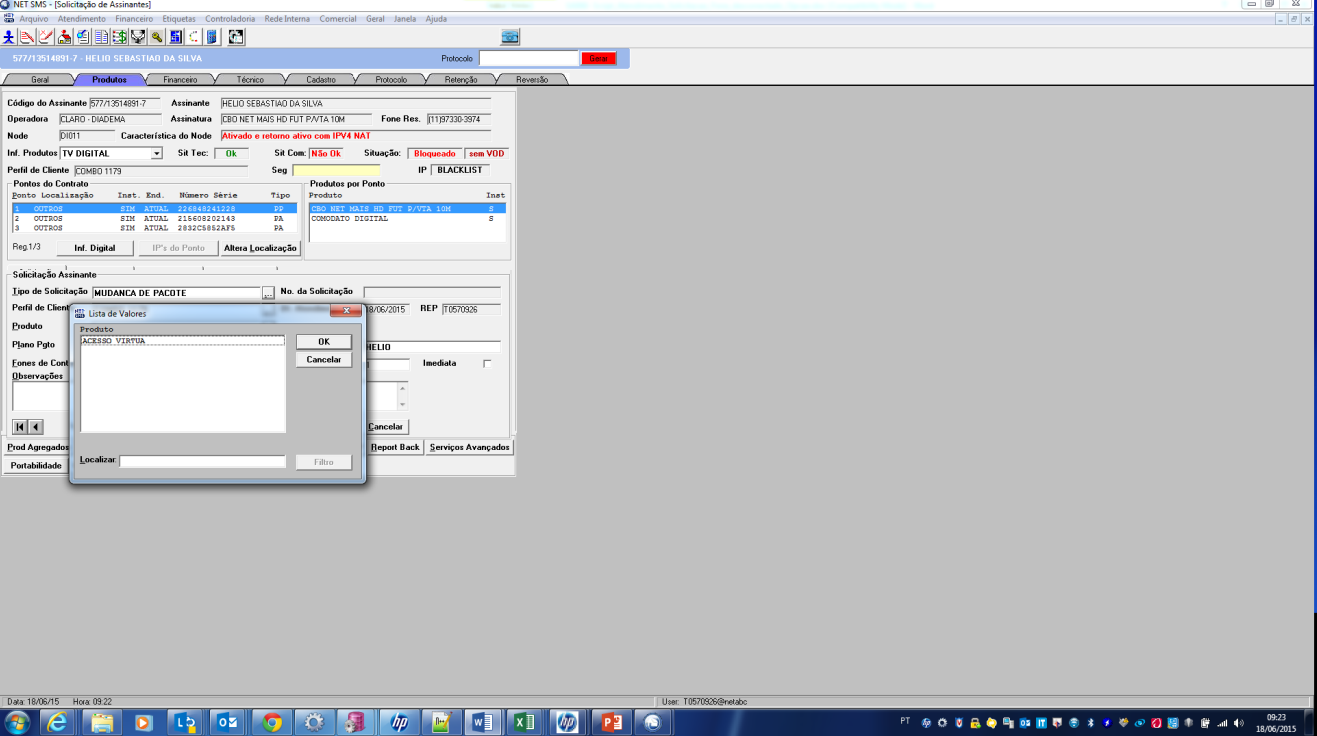 NET SMS - [Solicitação de Assinantes]
Arquivo Atendimento Financeiro Etiquetas Controladoria Rede Interna Comercial Geral Janela Ajuda
577/13514891-7 - HELIO SEBASTIAO DA SILVA Protocolo Gerar
Geral Produtos Financeiro Técnico Cadastro Protocolo Retenção Reversão
Código do Assinante 577/13514891-7 Assinante HELIO SEBASTIAO DA SILVA
Operadora CLARO - DIADEMA Assinatura CBO NET MAIS HD FUT P/VTA 10M Fone Res. (11)97330-3974
Node DI011 Característica do Node Ativado e retorno ativo com IPV4 NAT
Inf. Produtos TV DIGITAL Sit Tec: Ok Sit Com: Não Ok Situação: Bloqueado sem VOD
Perfil de Cliente COMBO 1179 Seg IP BLACKLIST
Pontos do Contrato Produtos por Ponto
Ponto Localização Inst. End. Número Série Tipo Produto Inst
1 OUTROS SIM ATUAL 226848241228 PP CBO NET MAIS HD FUT P/VTA 10M S
2 OUTROS SIM ATUAL 215608202143 PA COMODATO DIGITAL S
3 OUTROS SIM ATUAL 2832C5852AF5 PA
Reg.1/3 Inf. Digital IP's do Ponto Altera Localização
Solicitação Assinante
Tipo de Solicitação MUDANCA DE PACOTE ... No. da Solicitação
Perfil de Client 18/06/2015 REP T0570926
Lista de Valores
Produto
Produto
ACESSO VIRTUA
OK
Plano Pgto HELIO
Cancelar
Fones de Cont Imediata
Observações
Cancelar
Prod Agregados Report Back Serviços Avançados
Localizar Filtro
Portabilidade
Data: 18/06/15 Hora: 09:22 User: T0570926@netabc
PT 09:23
18/06/2015